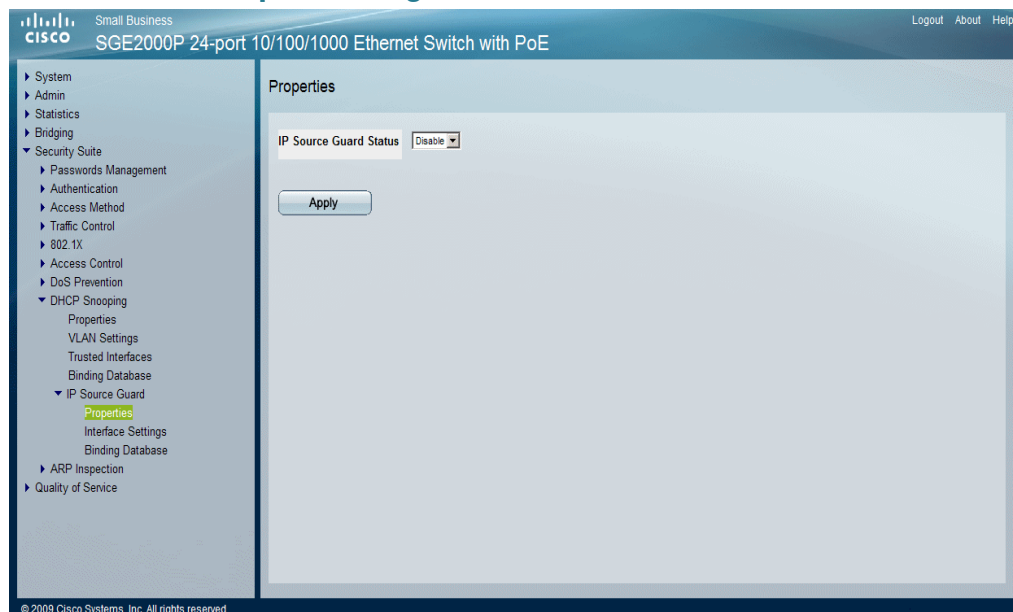 Small Business
CISCO
SGE2000P 24-port 10/100/1000 Ethernet Switch with PoE
Logout About Help
System
Admin
Statistics
Bridging
Security Suite
Passwords Management
Authentication
Access Method
Traffic Control
802.1X
Access Control
DoS Prevention
DHCP Snooping
Properties
VLAN Settings
Trusted Interfaces
Binding Database
IP Source Guard
Properties
Interface Settings
Binding Database
ARP Inspection
Quality of Service
Properties
IP Source Guard Status Disable
Apply
© 2009 Cisco Systems, Inc. All rights reserved.